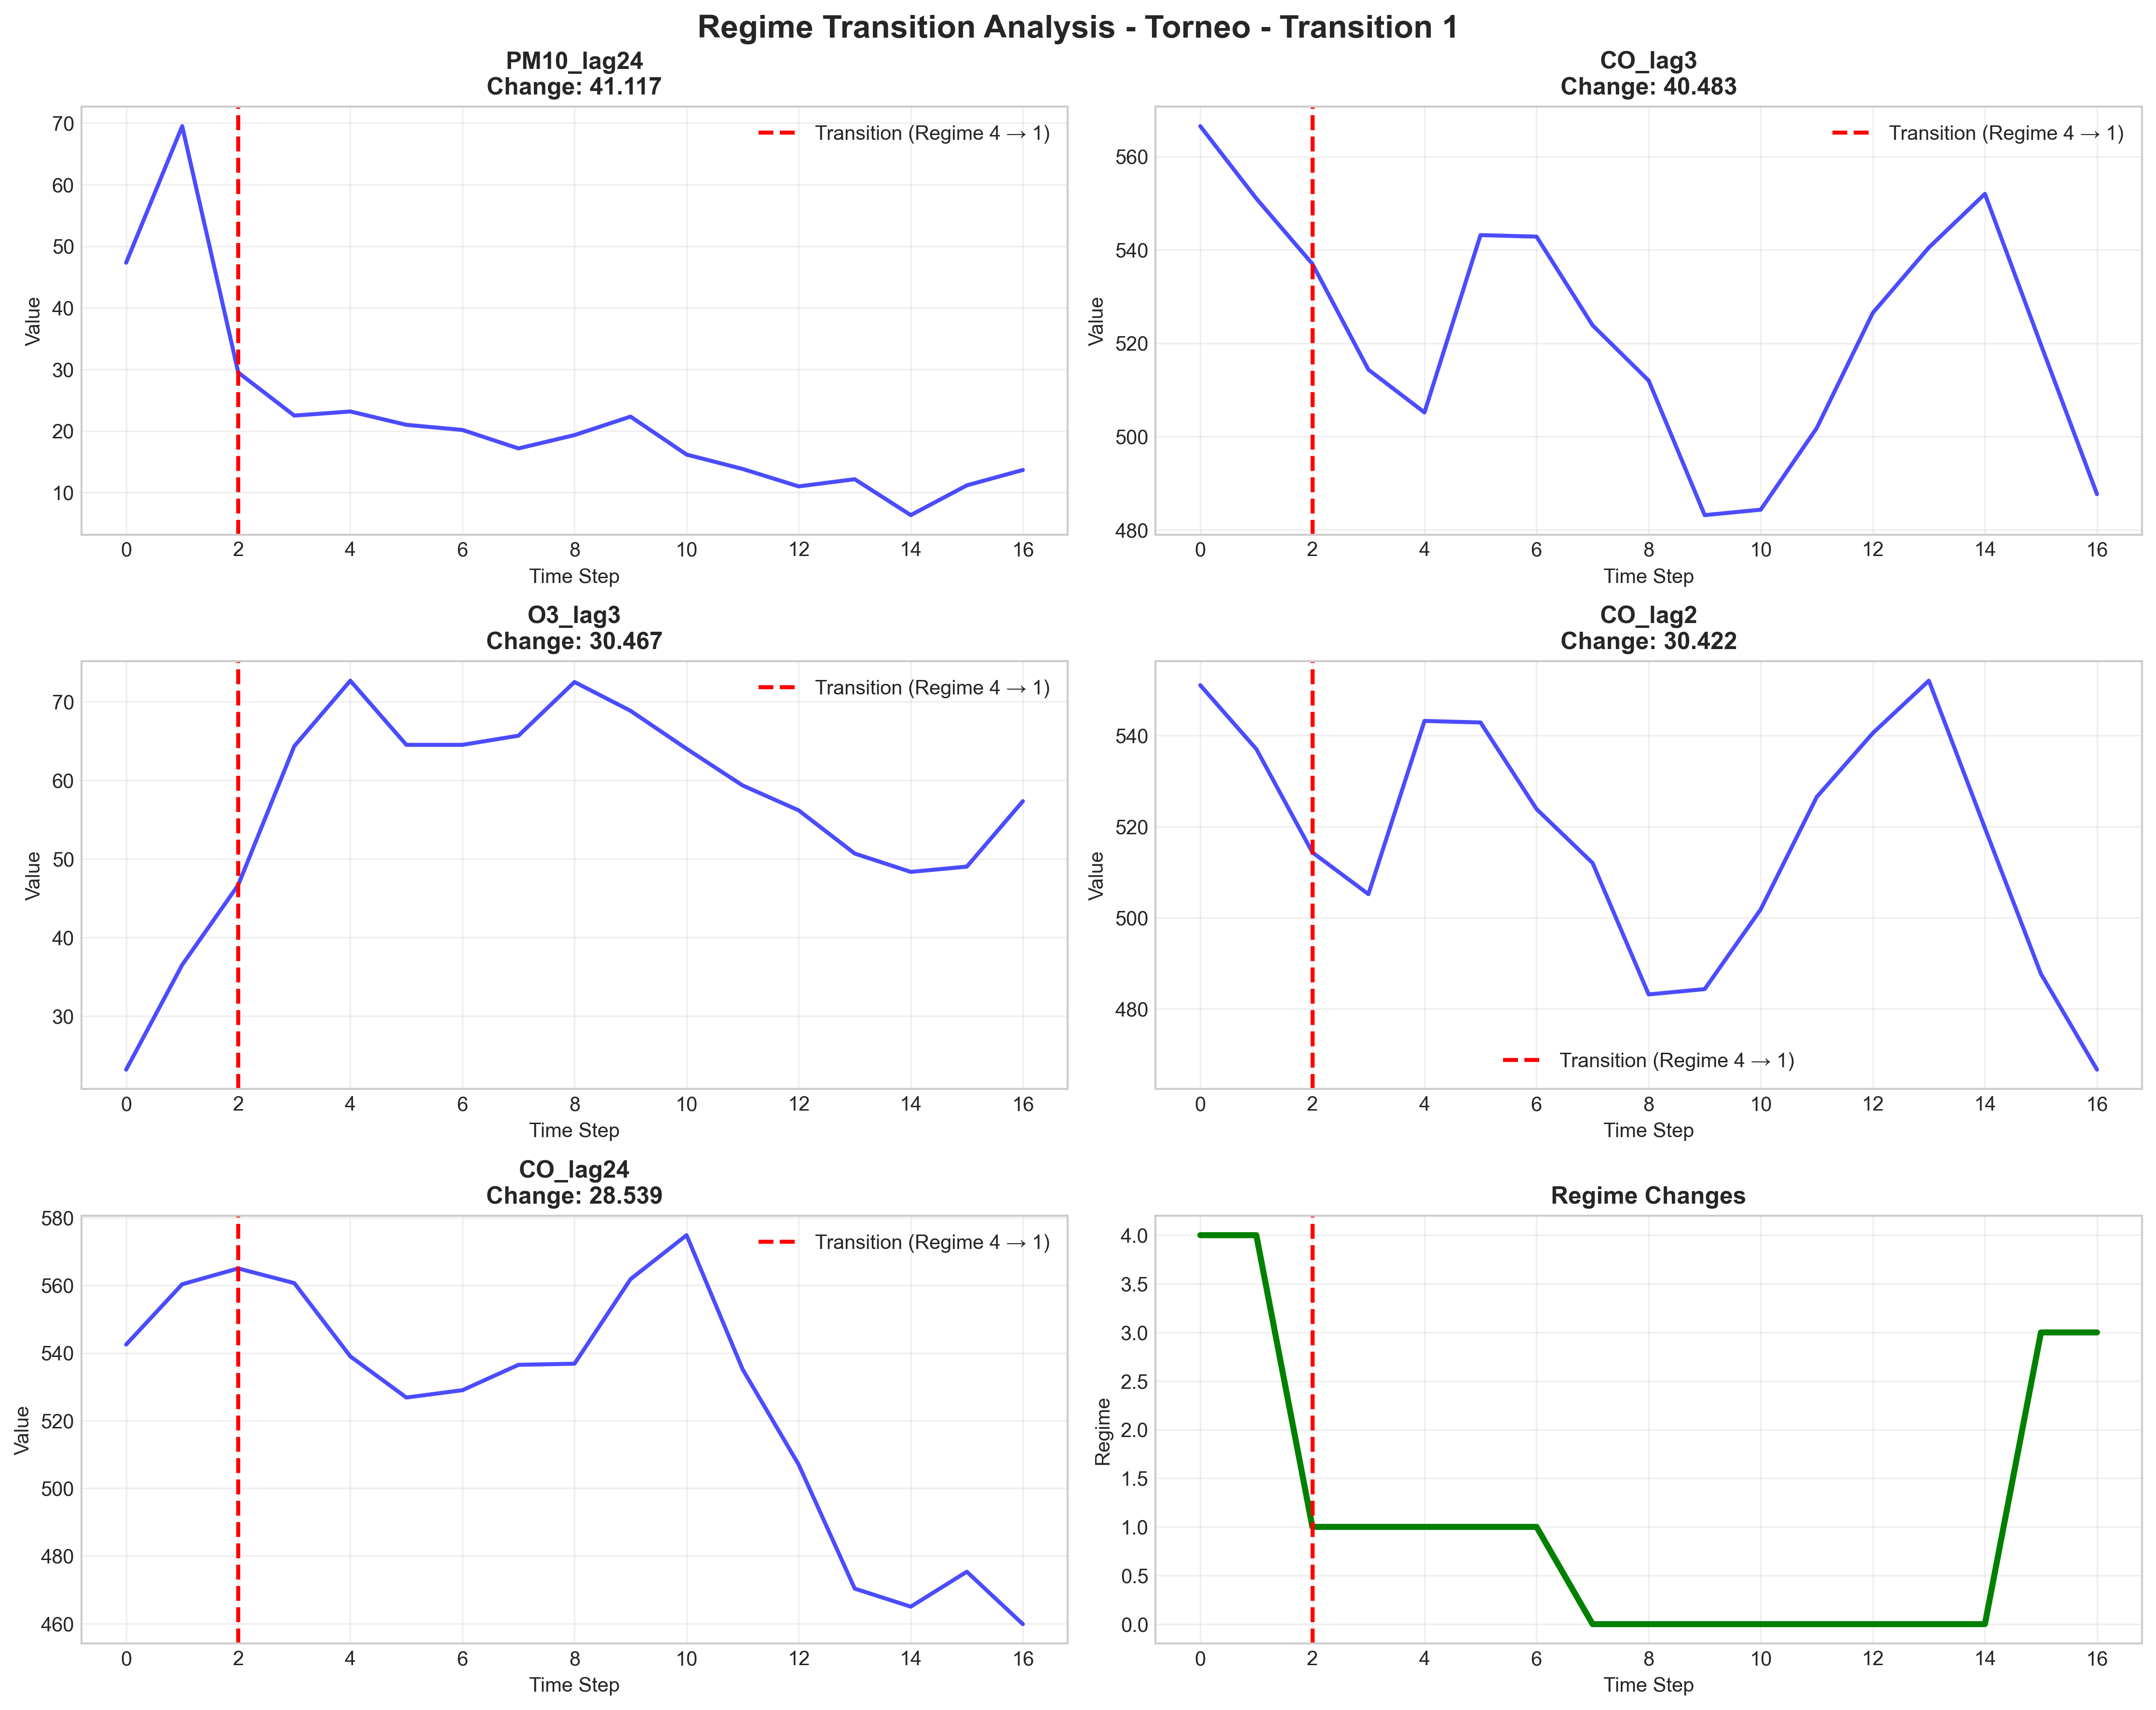 Regime Transition Analysis - Torneo - Transition 1
PM10_lag24
Change: 41.117
70
60
50
40
30
20
10
Value
0 2 4 6 8 10 12 14 16
Time Step
Transition (Regime 4 → 1)
CO_lag3
Change: 40.483
560
540
520
500
480
Value
0 2 4 6 8 10 12 14 16
Time Step
Transition (Regime 4 → 1)
O3_lag3
Change: 30.467
70
60
50
40
30
Value
0 2 4 6 8 10 12 14 16
Time Step
Transition (Regime 4 → 1)
CO_lag2
Change: 30.422
540
520
500
480
Value
0 2 4 6 8 10 12 14 16
Time Step
Transition (Regime 4 → 1)
CO_lag24
Change: 28.539
580
560
540
520
500
480
460
Value
0 2 4 6 8 10 12 14 16
Time Step
Transition (Regime 4 → 1)
Regime Changes
4.0
3.5
3.0
2.5
2.0
1.5
1.0
0.5
0.0
Regime
0 2 4 6 8 10 12 14 16
Time Step